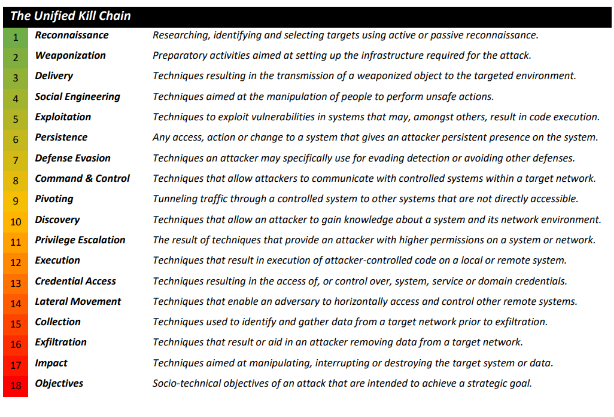 The Unified Kill Chain
1 Reconnaissance Researching, identifying and selecting targets using active or passive reconnaissance.
2 Weaponization Preparatory activities aimed at setting up the infrastructure required for the attack.
3 Delivery Techniques resulting in the transmission of a weaponized object to the targeted environment.
4 Social Engineering Techniques aimed at the manipulation of people to perform unsafe actions.
5 Exploitation Techniques to exploit vulnerabilities in systems that may, amongst others, result in code execution.
6 Persistence Any access, action or change to a system that gives an attacker persistent presence on the system.
7 Defense Evasion Techniques an attacker may specifically use for evading detection or avoiding other defenses.
8 Command & Control Techniques that allow attackers to communicate with controlled systems within a target network.
9 Pivoting Tunneling traffic through a controlled system to other systems that are not directly accessible.
10 Discovery Techniques that allow an attacker to gain knowledge about a system and its network environment.
11 Privilege Escalation The result of techniques that provide an attacker with higher permissions on a system or network.
12 Execution Techniques that result in execution of attacker-controlled code on a local or remote system.
13 Credential Access Techniques resulting in the access of, or control over, system, service or domain credentials.
14 Lateral Movement Techniques that enable an adversary to horizontally access and control other remote systems.
15 Collection Techniques used to identify and gather data from a target network prior to exfiltration.
16 Exfiltration Techniques that result or aid in an attacker removing data from a target network.
17 Impact Techniques aimed at manipulating, interrupting or destroying the target system or data.
18 Objectives Socio-technical objectives of an attack that are intended to achieve a strategic goal.